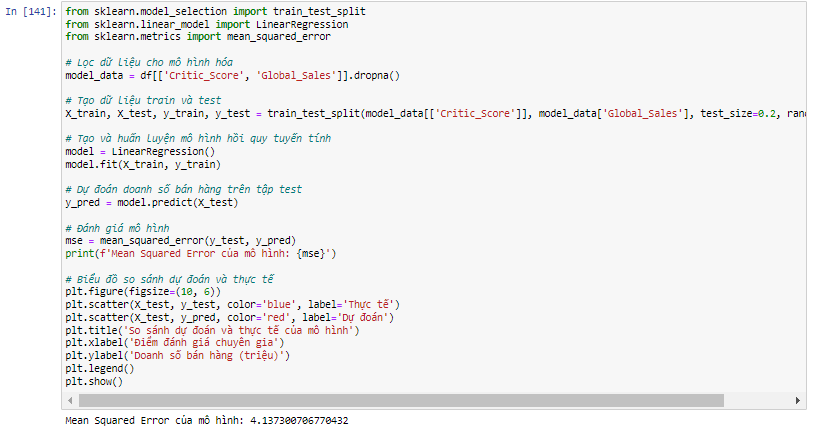 In [141]:
from sklearn.model_selection import train_test_split
from sklearn.linear_model import LinearRegression
from sklearn.metrics import mean_squared_error

# Lọc dữ liệu cho mô hình hóa
model_data = df[['Critic_Score', 'Global_Sales']].dropna()

# Tạo dữ liệu train và test
X_train, X_test, y_train, y_test = train_test_split(model_data[['Critic_Score']], model_data['Global_Sales'], test_size=0.2, ran

# Tạo và huấn luyện mô hình hồi quy tuyến tính
model = LinearRegression()
model.fit(X_train, y_train)

# Dự đoán doanh số bán hàng trên tập test
y_pred = model.predict(X_test)

# Đánh giá mô hình
mse = mean_squared_error(y_test, y_pred)
print(f'Mean Squared Error của mô hình: {mse}')

# Biểu đồ so sánh dự đoán và thực tế
plt.figure(figsize=(10, 6))
plt.scatter(X_test, y_test, color='blue', label='Thực tế')
plt.scatter(X_test, y_pred, color='red', label='Dự đoán')
plt.title('So sánh dự đoán và thực tế của mô hình')
plt.xlabel('Điểm đánh giá chuyên gia')
plt.ylabel('Doanh số bán hàng (triệu)')
plt.legend()
plt.show()
Mean Squared Error của mô hình: 4.137300706770432